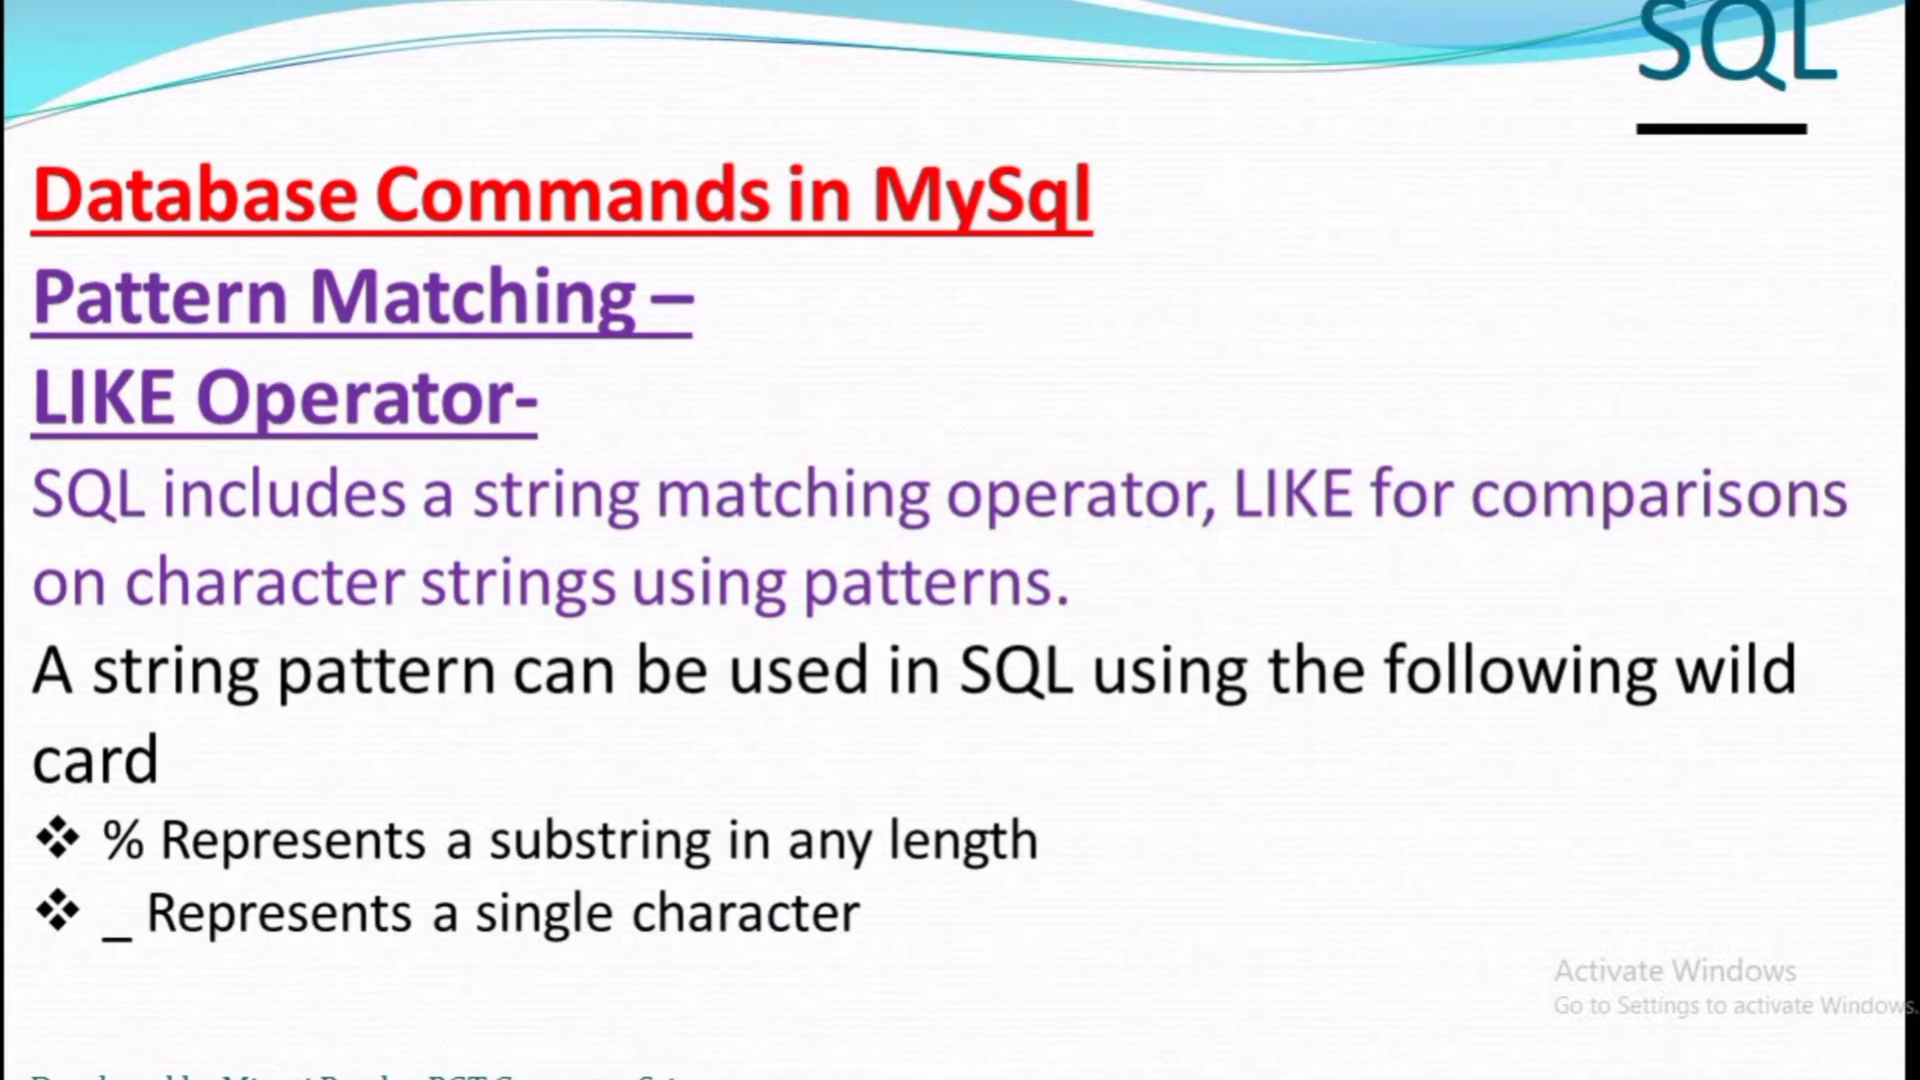 SQL
Database Commands in MySql
Pattern Matching –
LIKE Operator-
SQL includes a string matching operator, LIKE for comparisons
on character strings using patterns.
A string pattern can be used in SQL using the following wild
card
❖ % Represents a substring in any length
❖ _ Represents a single character
Activate Windows
Go to Settings to activate Windows.